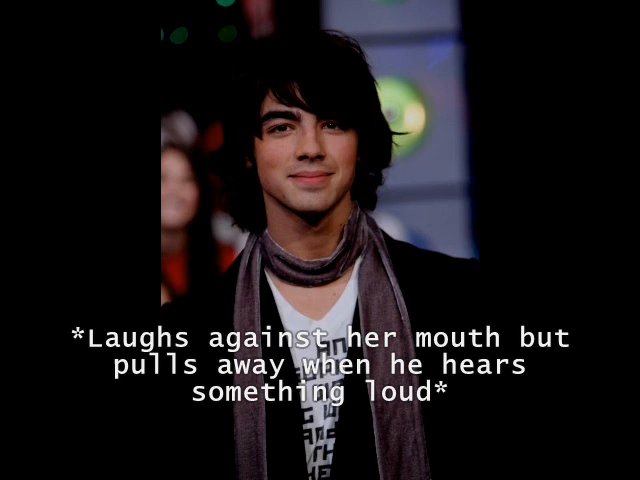 *Laughs against her mouth but
pulls away when he hears
something loud*